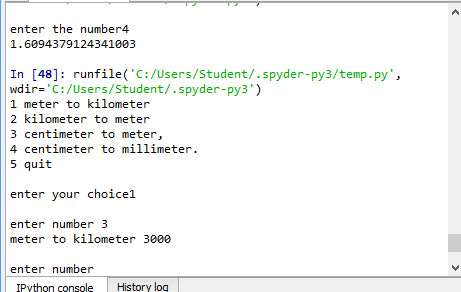 enter the number4
1.6094379124341003
In [48]: runfile('C:/Users/Student/.spyder-py3/temp.py',
wdir='C:/Users/Student/.spyder-py3')
1 meter to kilometer
2 kilometer to meter
3 centimeter to meter,
4 centimeter to millimeter.
5 quit
enter your choice1
enter number 3
meter to kilometer 3000
enter number
IPython console History log